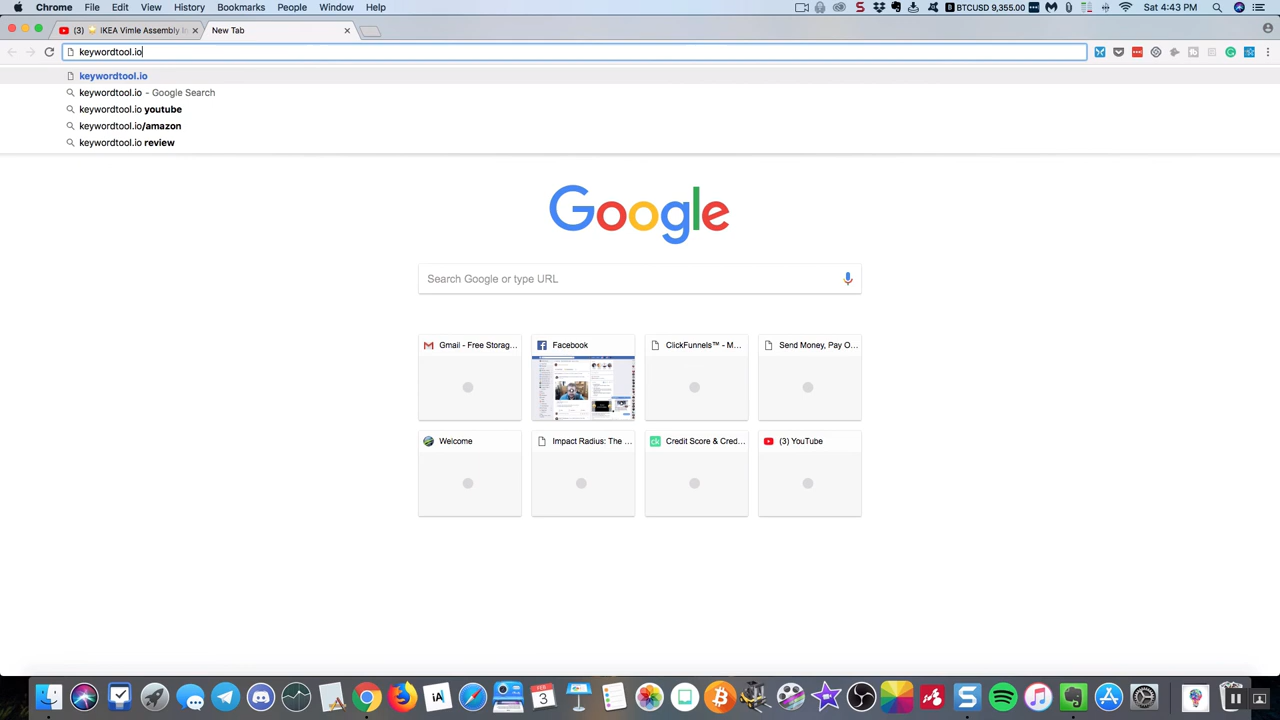 Chrome File Edit View History Bookmarks People Window Help
BTCUSD 9,355.00 Sat 4:43 PM
(3) IKEA Vimle Assembly
New Tab
keywordtool.io
keywordtool.io
keywordtool.io - Google Search
keywordtool.io youtube
keywordtool.io/amazon
keywordtool.io review
Google
Search Google or type URL
Gmail - Free Storag...
Facebook
ClickFunnels™ - M...
Send Money, Pay O...
Welcome
Impact Radius: The ...
Credit Score & Cred...
(3) YouTube
FEB
3
iA